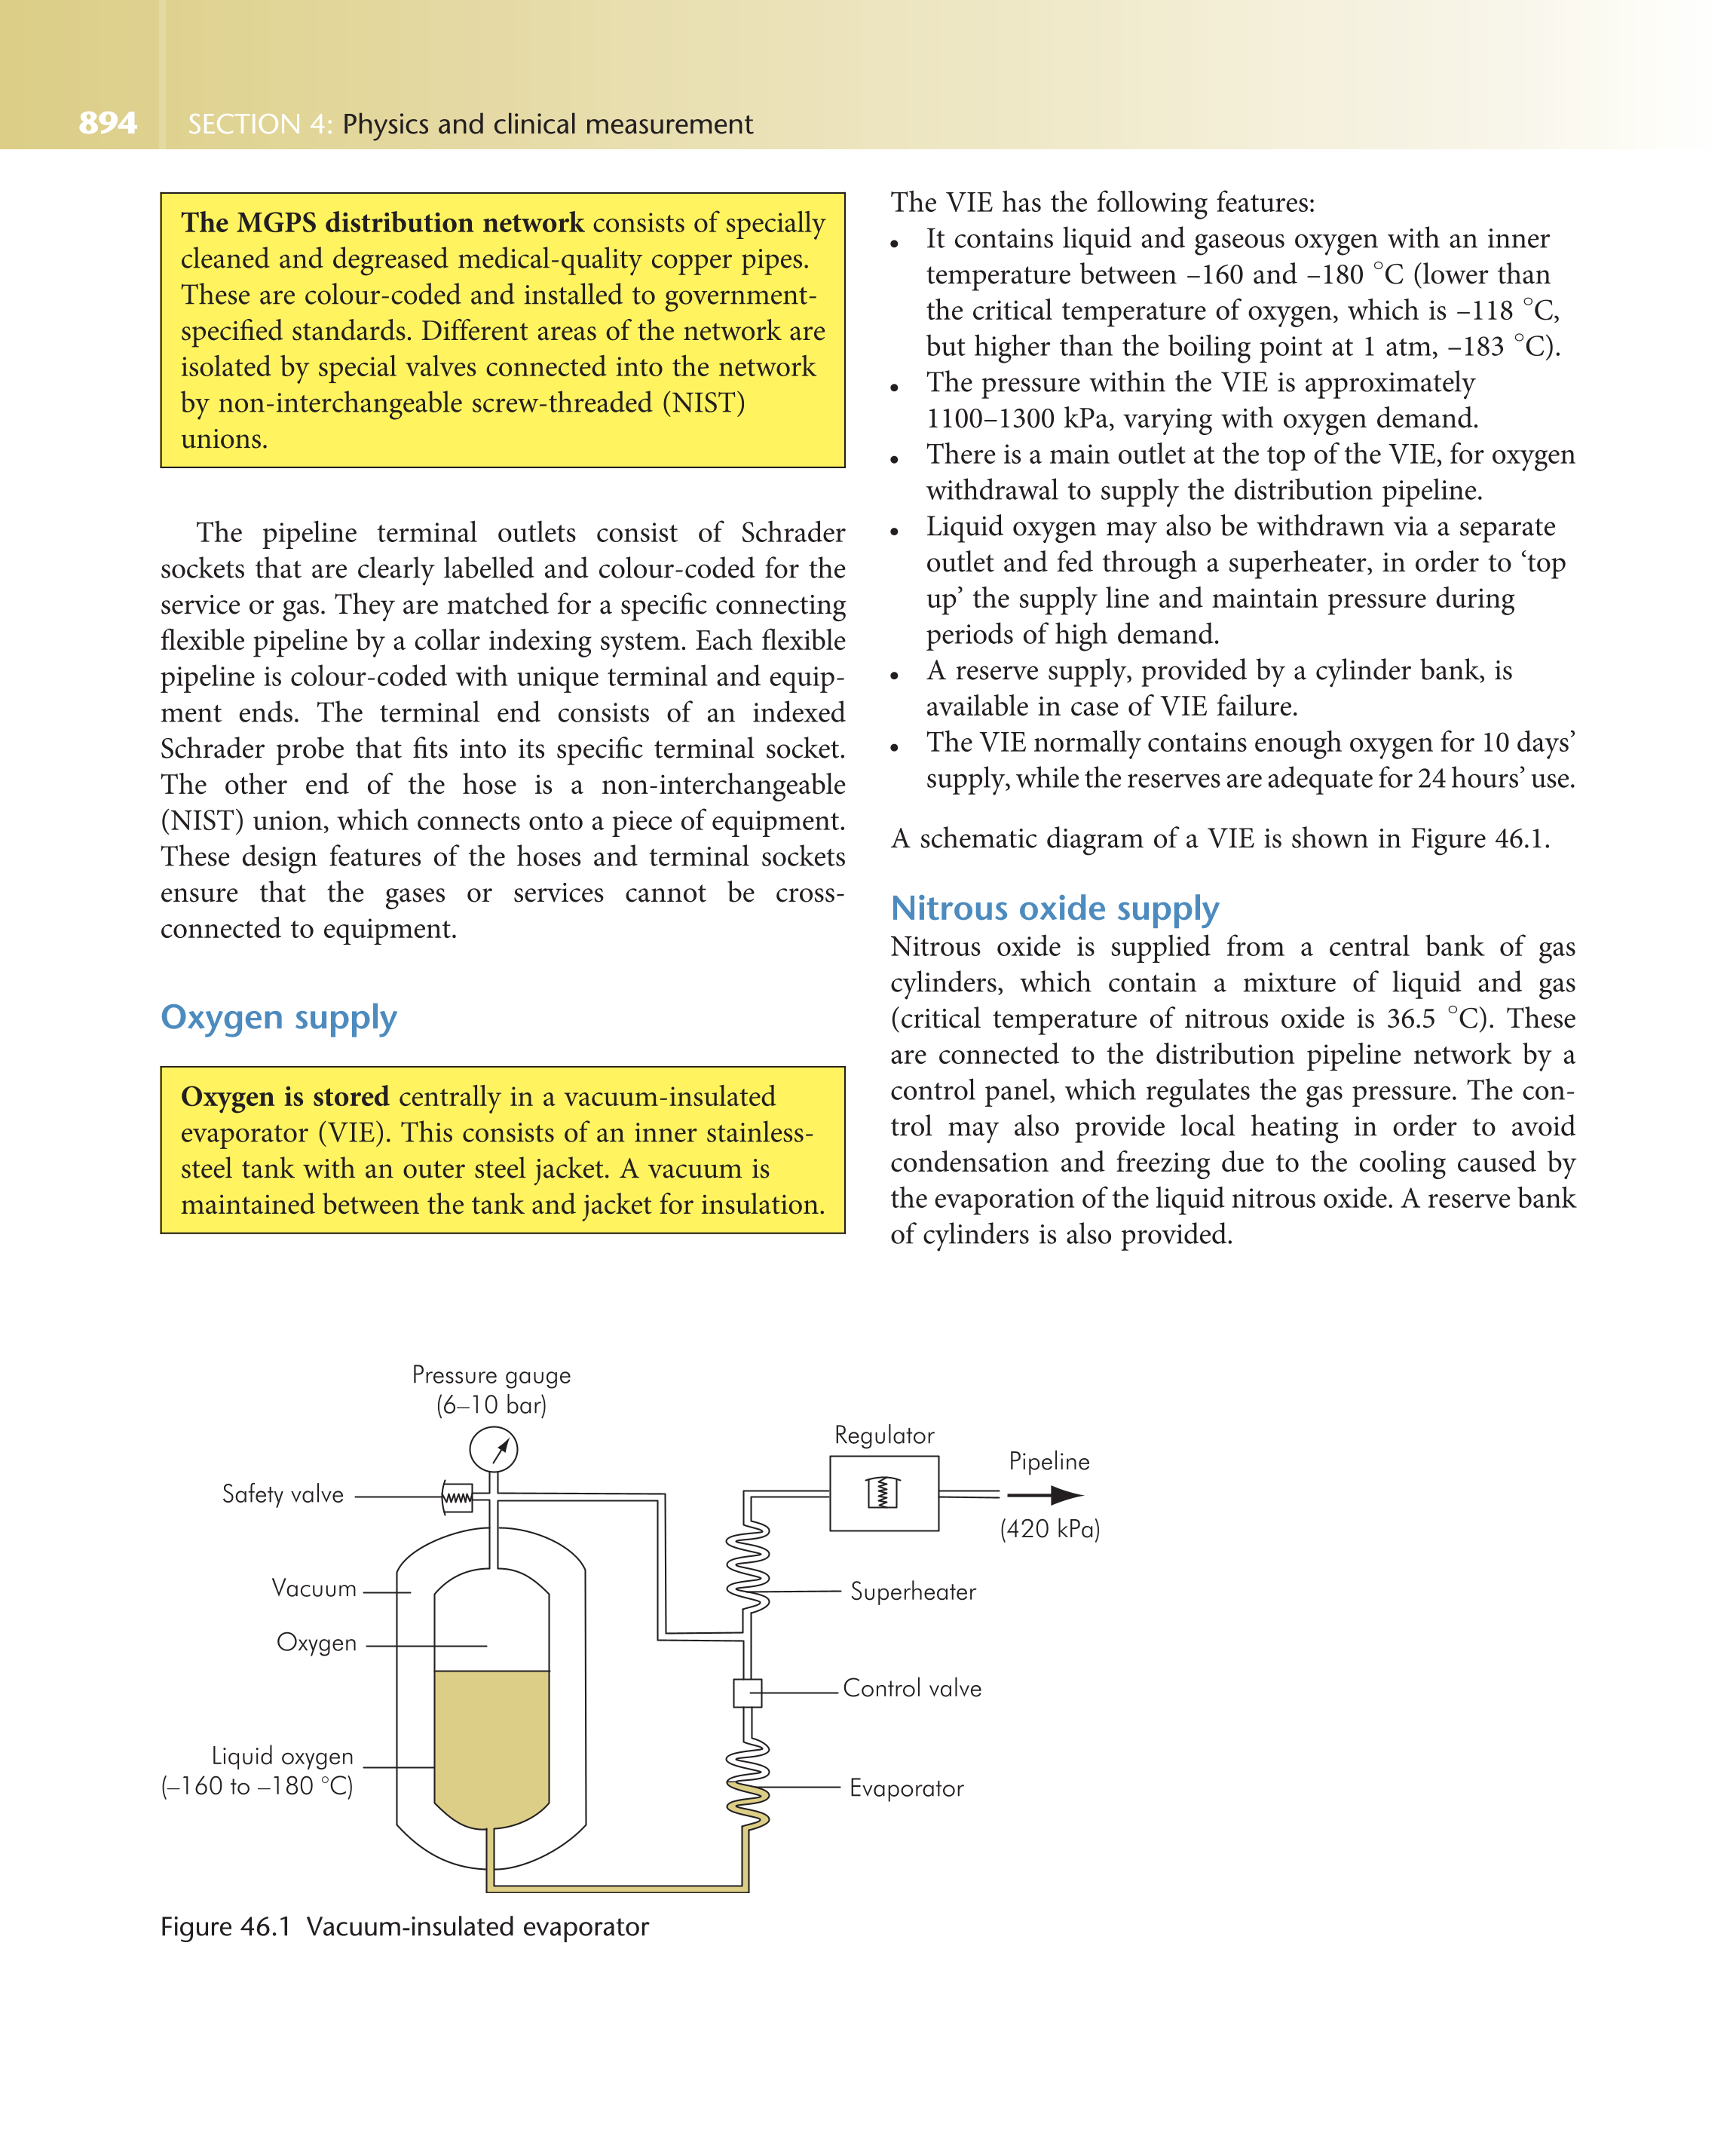 894 SECTION 4: Physics and clinical measurement
The MGPS distribution network consists of specially
cleaned and degreased medical-quality copper pipes.
These are colour-coded and installed to government-
specified standards. Different areas of the network are
isolated by special valves connected into the network
by non-interchangeable screw-threaded (NIST)
unions.
The pipeline terminal outlets consist of Schrader
sockets that are clearly labelled and colour-coded for the
service or gas. They are matched for a specific connecting
flexible pipeline by a collar indexing system. Each flexible
pipeline is colour-coded with unique terminal and equip-
ment ends. The terminal end consists of an indexed
Schrader probe that fits into its specific terminal socket.
The other end of the hose is a non-interchangeable
(NIST) union, which connects onto a piece of equipment.
These design features of the hoses and terminal sockets
ensure that the gases or services cannot be cross-
connected to equipment.
Oxygen supply
Oxygen is stored centrally in a vacuum-insulated
evaporator (VIE). This consists of an inner stainless-
steel tank with an outer steel jacket. A vacuum is
maintained between the tank and jacket for insulation.
The VIE has the following features:
• It contains liquid and gaseous oxygen with an inner
temperature between –160 and –180 °C (lower than
the critical temperature of oxygen, which is –118 °C,
but higher than the boiling point at 1 atm, –183 °C).
• The pressure within the VIE is approximately
1100–1300 kPa, varying with oxygen demand.
• There is a main outlet at the top of the VIE, for oxygen
withdrawal to supply the distribution pipeline.
• Liquid oxygen may also be withdrawn via a separate
outlet and fed through a superheater, in order to ‘top
up’ the supply line and maintain pressure during
periods of high demand.
• A reserve supply, provided by a cylinder bank, is
available in case of VIE failure.
• The VIE normally contains enough oxygen for 10 days’
supply, while the reserves are adequate for 24 hours’ use.
A schematic diagram of a VIE is shown in Figure 46.1.
Nitrous oxide supply
Nitrous oxide is supplied from a central bank of gas
cylinders, which contain a mixture of liquid and gas
(critical temperature of nitrous oxide is 36.5 °C). These
are connected to the distribution pipeline network by a
control panel, which regulates the gas pressure. The con-
trol may also provide local heating in order to avoid
condensation and freezing due to the cooling caused by
the evaporation of the liquid nitrous oxide. A reserve bank
of cylinders is also provided.
Pressure gauge
(6–10 bar)
Safety valve
Vacuum
Oxygen
Liquid oxygen
(–160 to –180 °C)
Regulator
Pipeline
(420 kPa)
Superheater
Control valve
Evaporator
Figure 46.1 Vacuum-insulated evaporator